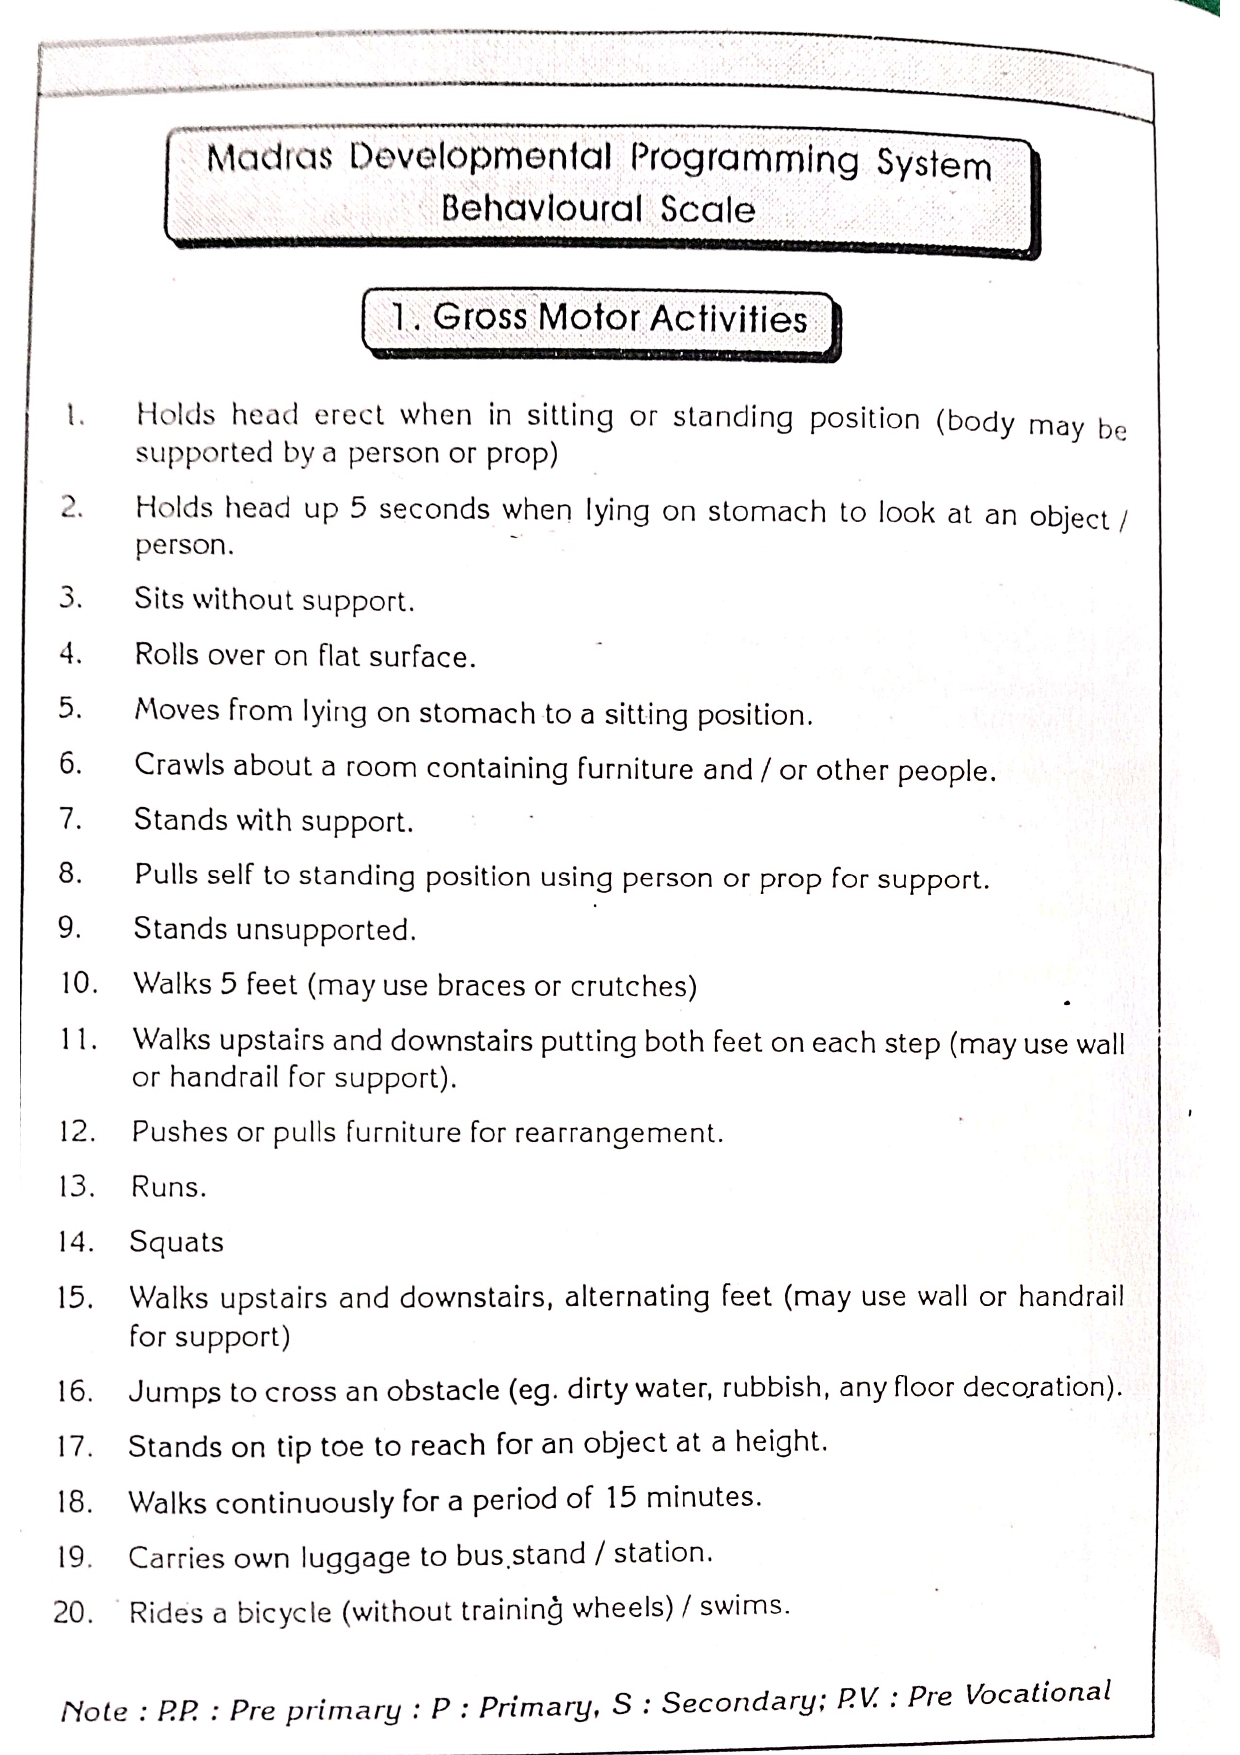 Madras Developmental Programming System
Behavioural Scale
1. Gross Motor Activities
1. Holds head erect when in sitting or standing position (body may be
supported by a person or prop)
2. Holds head up 5 seconds when lying on stomach to look at an object /
person.
3. Sits without support.
4. Rolls over on flat surface.
5. Moves from lying on stomach to a sitting position.
6. Crawls about a room containing furniture and / or other people.
7. Stands with support.
8. Pulls self to standing position using person or prop for support.
9. Stands unsupported.
10. Walks 5 feet (may use braces or crutches)
11. Walks upstairs and downstairs putting both feet on each step (may use wall
or handrail for support).
12. Pushes or pulls furniture for rearrangement.
13. Runs.
14. Squats
15. Walks upstairs and downstairs, alternating feet (may use wall or handrail
for support)
16. Jumps to cross an obstacle (eg. dirty water, rubbish, any floor decoration).
17. Stands on tip toe to reach for an object at a height.
18. Walks continuously for a period of 15 minutes.
19. Carries own luggage to bus stand / station.
20. Rides a bicycle (without training wheels) / swims.
Note : P.P. : Pre primary : P : Primary, S : Secondary; P.V. : Pre Vocational